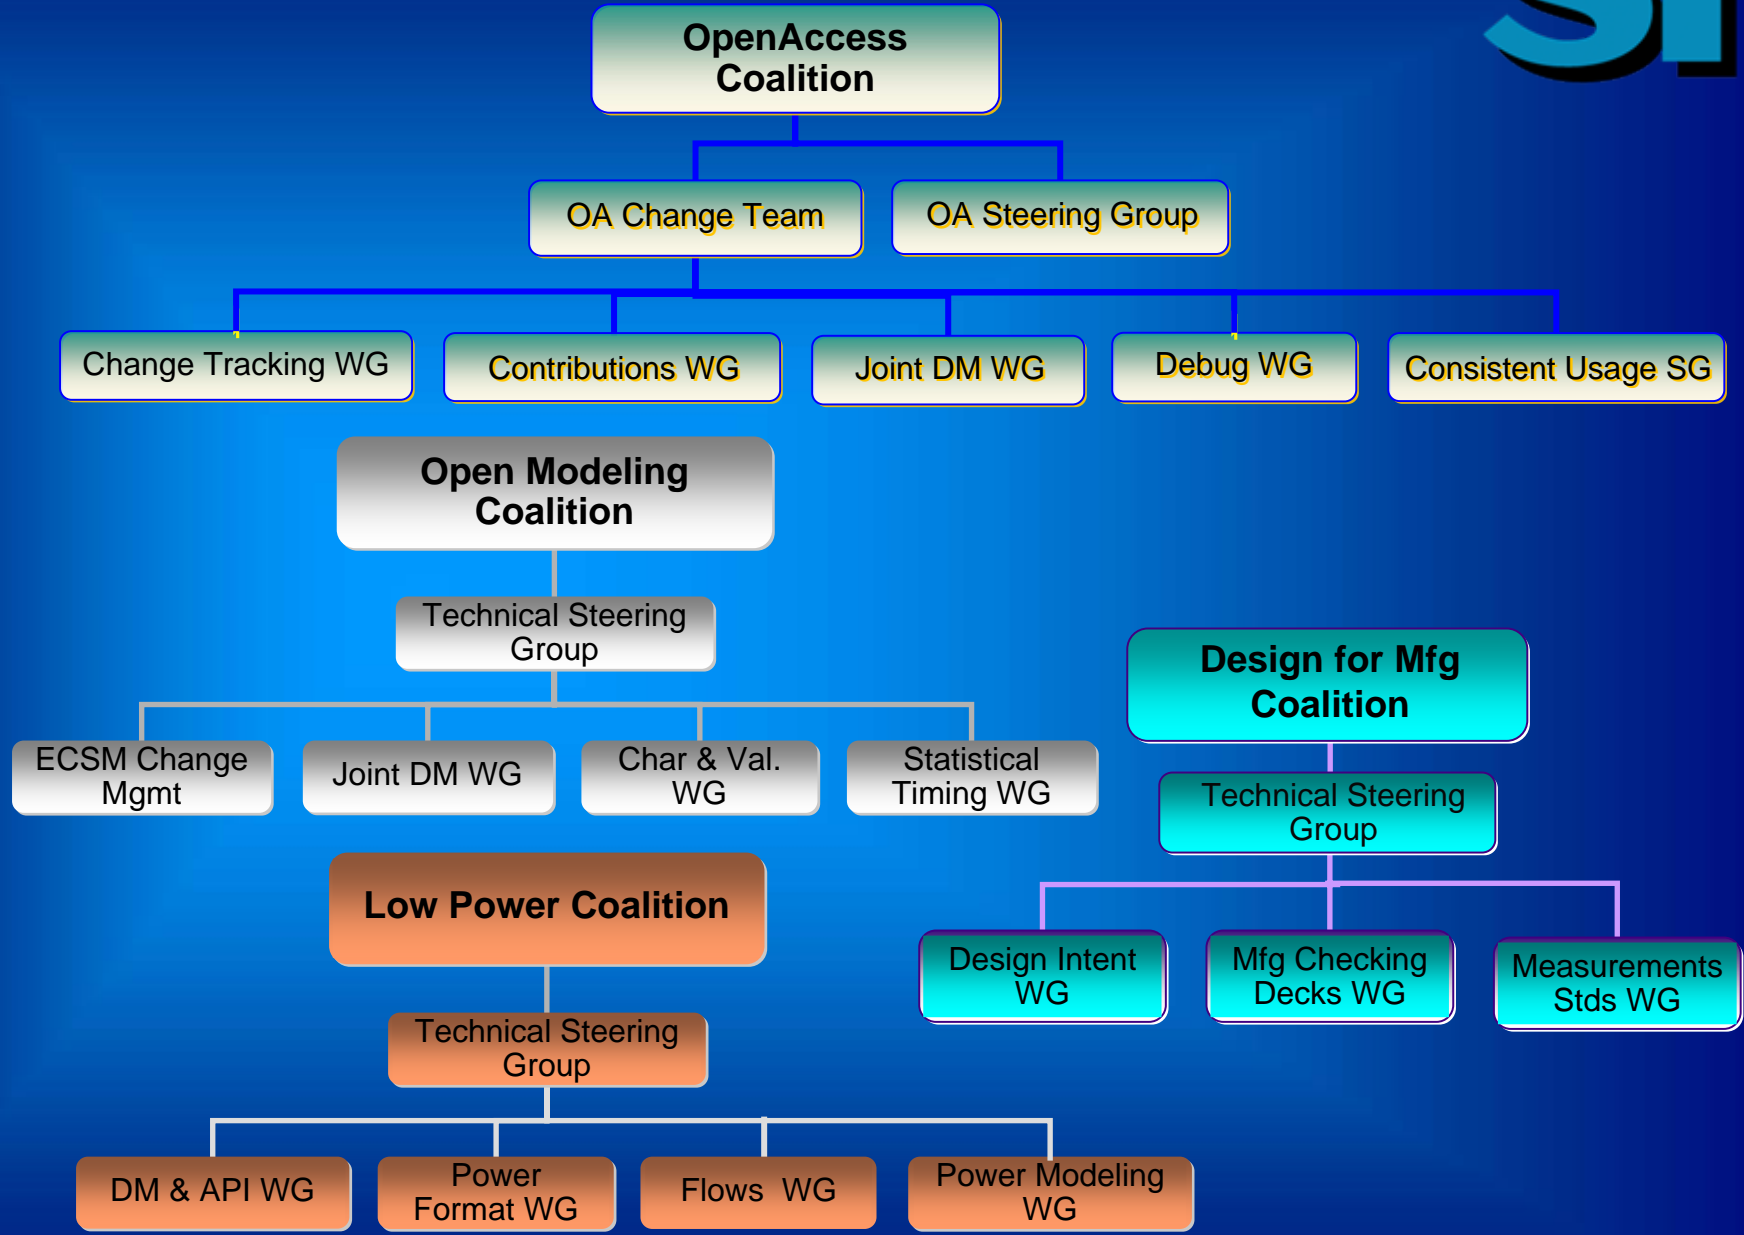 OpenAccess
Coalition
OA Change Team
OA Steering Group
Change Tracking WG
Contributions WG
Joint DM WG
Debug WG
Consistent Usage SG
Open Modeling
Coalition
Technical Steering
Group
ECSM Change
Mgmt
Joint DM WG
Char & Val.
WG
Statistical
Timing WG
Design for Mfg
Coalition
Technical Steering
Group
Design Intent
WG
Mfg Checking
Decks WG
Measurements
Stds WG
Low Power Coalition
Technical Steering
Group
DM & API WG
Power
Format WG
Flows WG
Power Modeling
WG